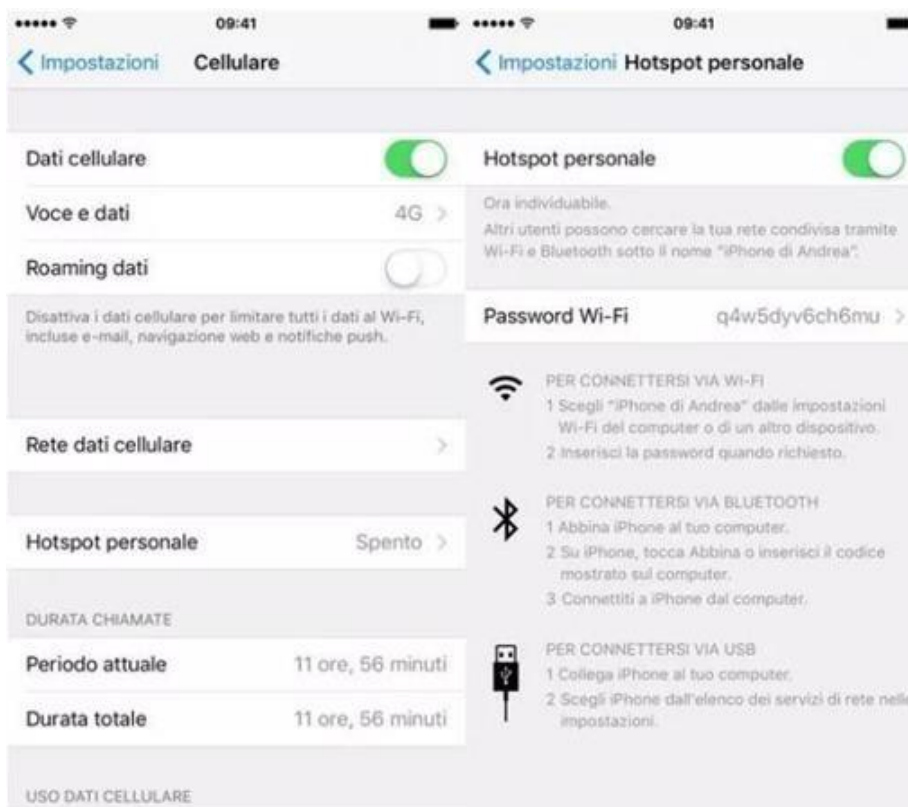 09:41
Impostazioni Cellulare
Dati cellulare
Voce e dati 4G
Roaming dati
Disattiva i dati cellulare per limitare tutti i dati al Wi-Fi,
incluse e-mail, navigazione web e notifiche push.
Rete dati cellulare
Hotspot personale Spento
DURATA CHIAMATE
Periodo attuale 11 ore, 56 minuti
Durata totale 11 ore, 56 minuti
USO DATI CELLULARE
09:41
Impostazioni Hotspot personale
Hotspot personale
Ora individuabile.
Altri utenti possono cercare la tua rete condivisa tramite
Wi-Fi e Bluetooth sotto il nome "iPhone di Andrea".
Password Wi-Fi q4w5dyv6ch6mu
PER CONNETTERSI VIA WI-FI
1 Scegli "iPhone di Andrea" dalle impostazioni
Wi-Fi del computer o di un altro dispositivo.
2 Inserisci la password quando richiesto.
PER CONNETTERSI VIA BLUETOOTH
1 Abbina iPhone al tuo computer.
2 Su iPhone, tocca Abbina o inserisci il codice
mostrato sul computer.
3 Connettiti a iPhone dal computer.
PER CONNETTERSI VIA USB
1 Collega iPhone al tuo computer.
2 Scegli iPhone dall'elenco dei servizi di rete nelle
impostazioni.